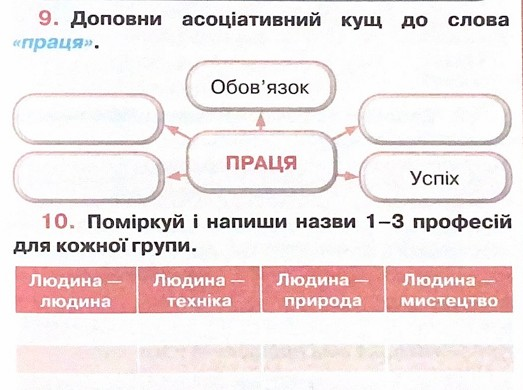 9. Доповни асоціативний кущ до слова
«праця».
Обов’язок
ПРАЦЯ
Успіх
10. Поміркуй і напиши назви 1–3 професій
для кожної групи.
Людина — Людина — Людина — Людина —
людина техніка природа мистецтво